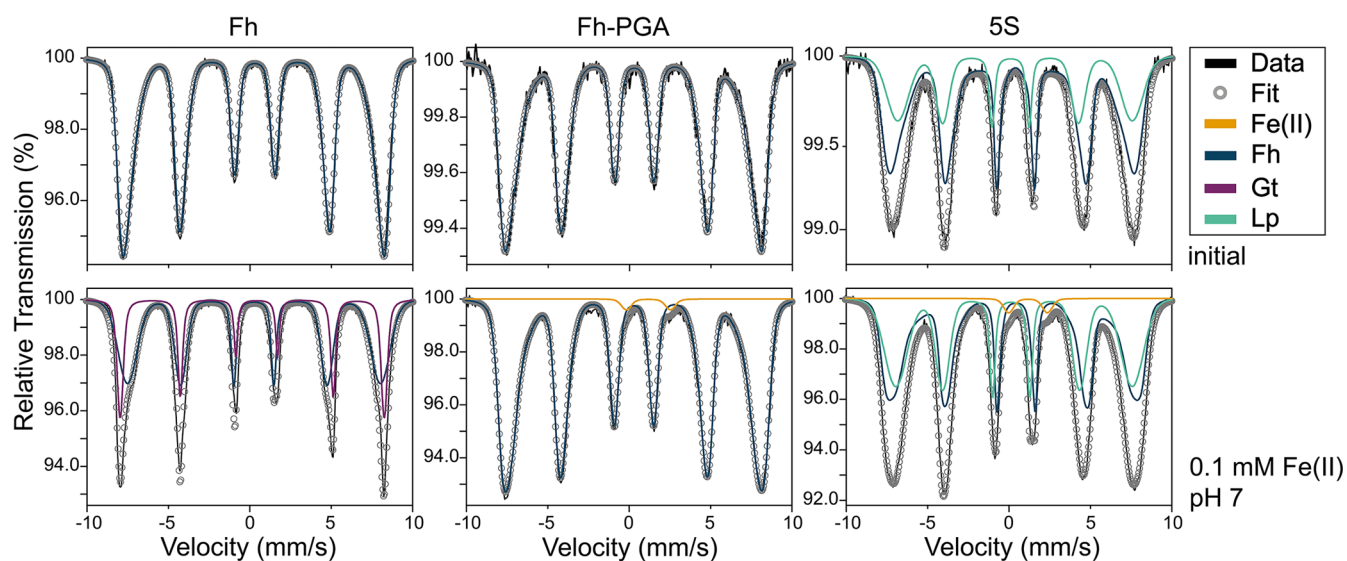 Fh
Fh-PGA
5S
Relative Transmission (%)
100
98.0
96.0
100
99.8
99.6
99.4
100
99.5
99.0
Data
Fit
Fe(II)
Fh
Gt
Lp
initial
100
98.0
96.0
94.0
100
98.0
96.0
94.0
100
98.0
96.0
94.0
92.0
0.1 mM Fe(II)
pH 7
-10 -5 0 5 10
-10 -5 0 5 10
-10 -5 0 5 10
Velocity (mm/s)
Velocity (mm/s)
Velocity (mm/s)